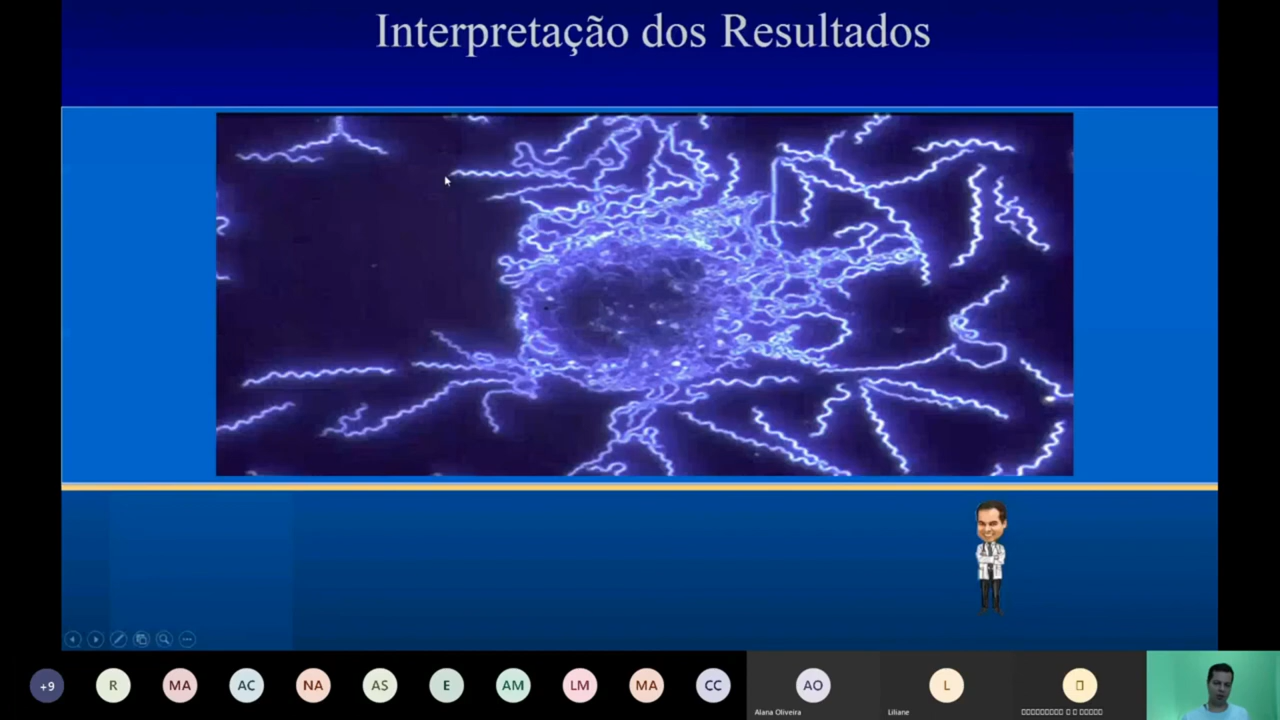 Interpretação dos Resultados
+9
R
MA
AC
NA
AS
E
AM
LM
MA
CC
AO
L
Alana Oliveira
Liliane